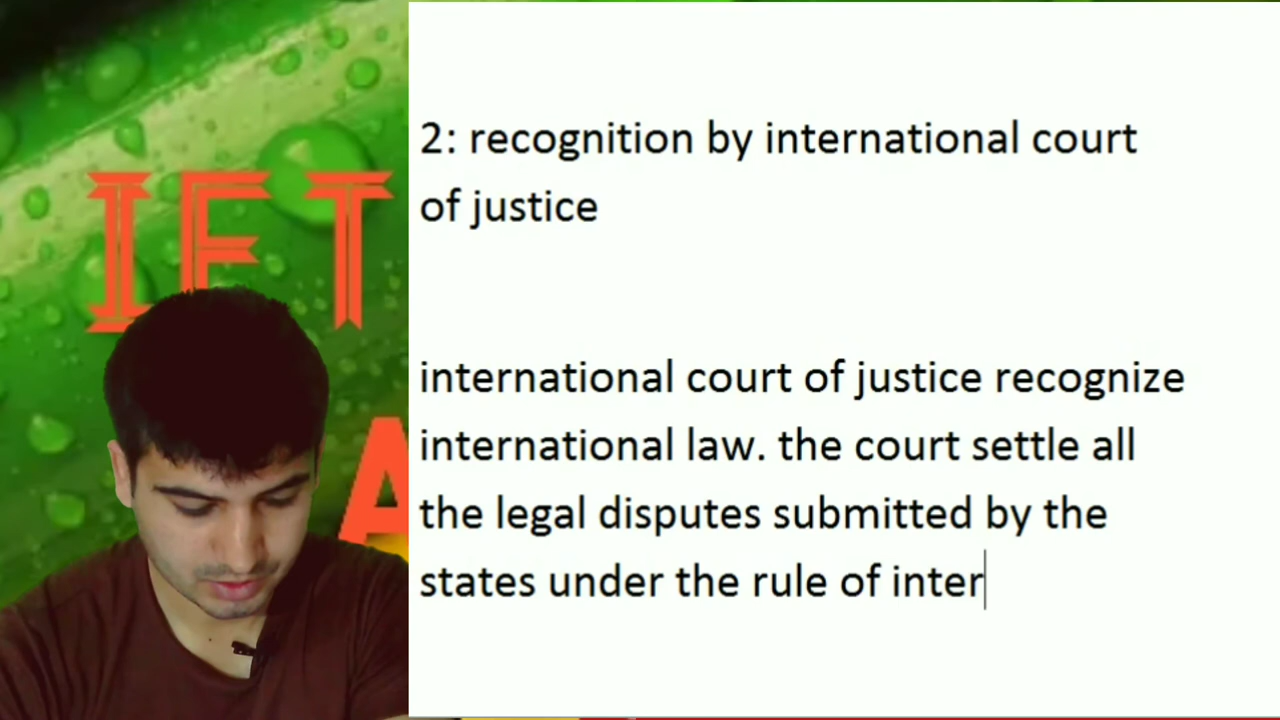 IFT
A
2: recognition by international court
of justice
international court of justice recognize
international law. the court settle all
the legal disputes submitted by the
states under the rule of inter